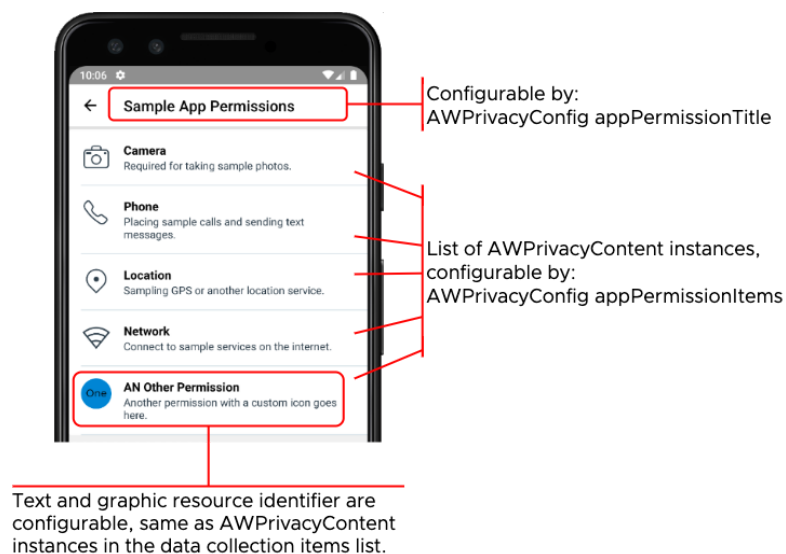 10:06
Sample App Permissions
Camera
Required for taking sample photos.
Phone
Placing sample calls and sending text
messages.
Location
Sampling GPS or another location service.
Network
Connect to sample services on the internet.
One
AN Other Permission
Another permission with a custom icon goes
here.
Configurable by:
AWPrivacyConfig appPermissionTitle
List of AWPrivacyContent instances,
configurable by:
AWPrivacyConfig appPermissionItems
Text and graphic resource identifier are
configurable, same as AWPrivacyContent
instances in the data collection items list.